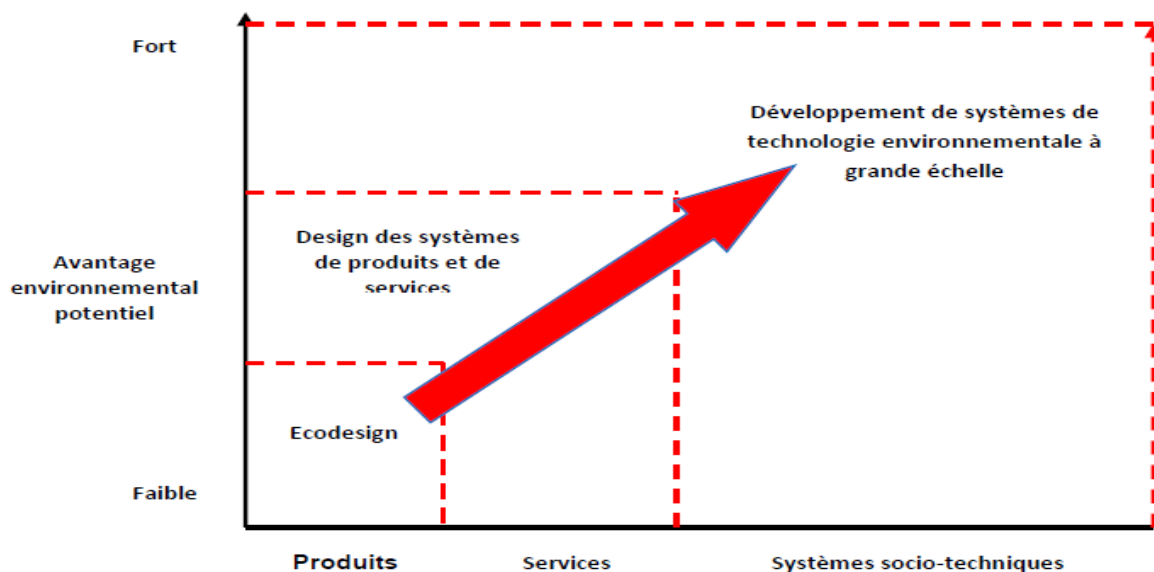 Fort
Développement de systèmes de
technologie environnementale à
grande échelle
Design des systèmes
de produits et de
services
Avantage
environnemental
potentiel
Ecodesign
Faible
Produits
Services
Systèmes socio-techniques